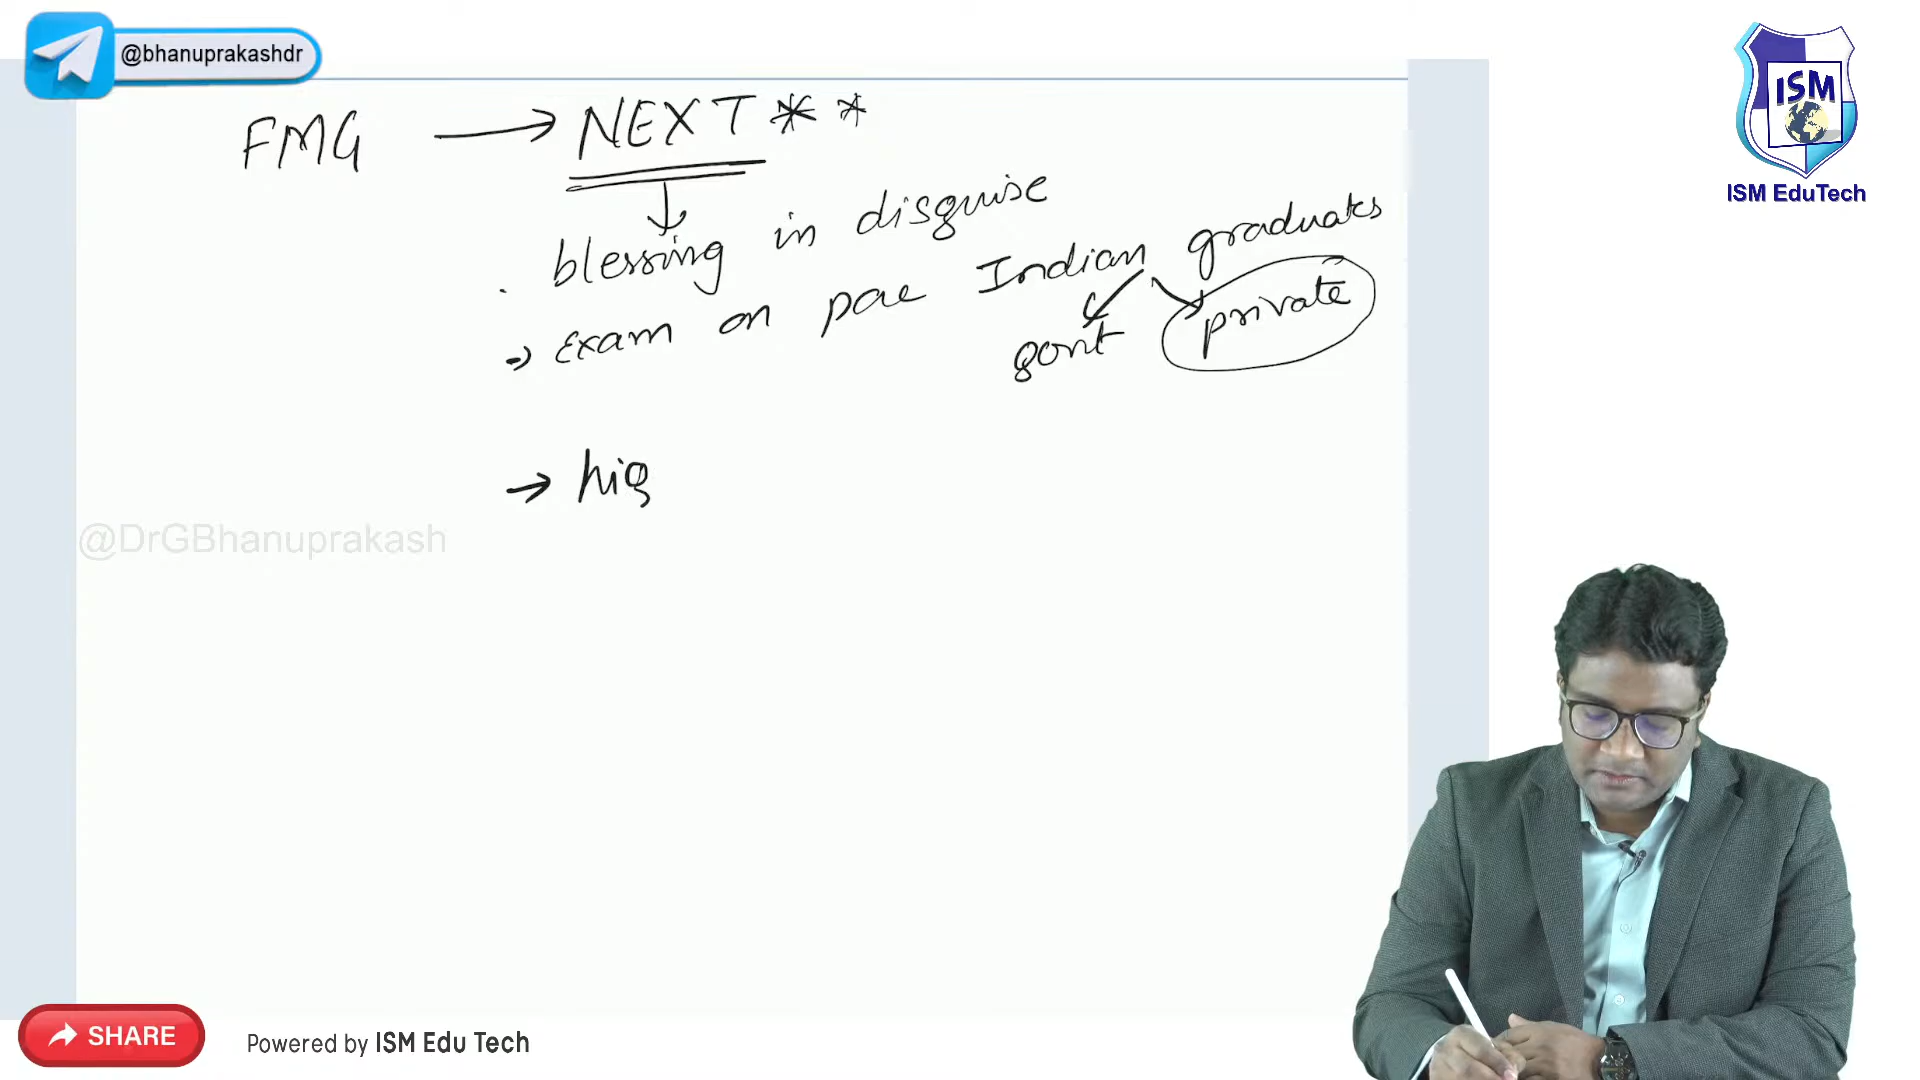 @bhanuprakashdr
ISM
ISM EduTech
FMG → NEXT **
blessing in disguise
→ Exam on par Indian graduates
govt private
→ hig
@DrGBhanuprakash
SHARE
Powered by ISM Edu Tech